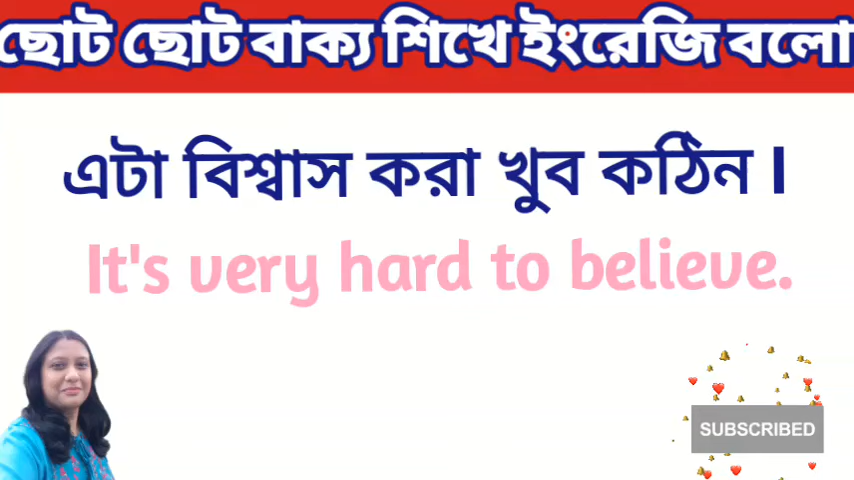 ছোট ছোট বাক্য শিখে ইংরেজি বলো
এটা বিশ্বাস করা খুব কঠিন।
It's very hard to believe.
SUBSCRIBED